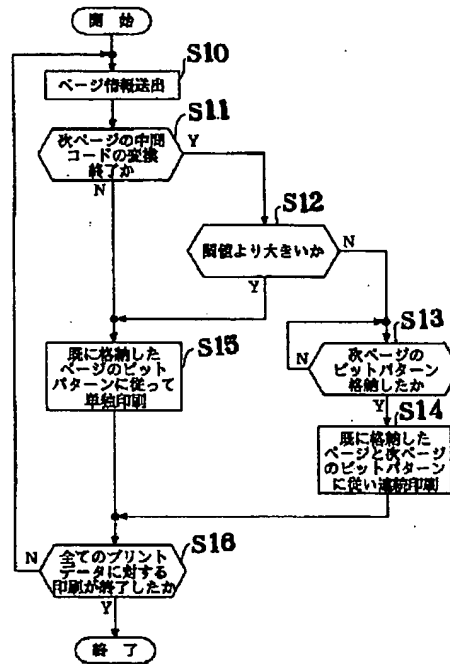 開始
S10
ページ情報送出
S11
次ページの中間
コードの変換
終了か
Y
N
S12
閾値より大きいか
N
Y
S13
次ページの
ビットパターン
格納したか
N
Y
S15
既に格納した
ページのビット
パターンに従って
単独印刷
S14
既に格納した
ページと次ページ
のビットパターン
に従い連続印刷
S16
全てのプリント
データに対する
印刷が終了したか
N
Y
終了